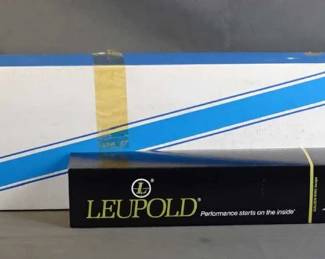 L
LEUPOLD®
Performance starts on the inside®